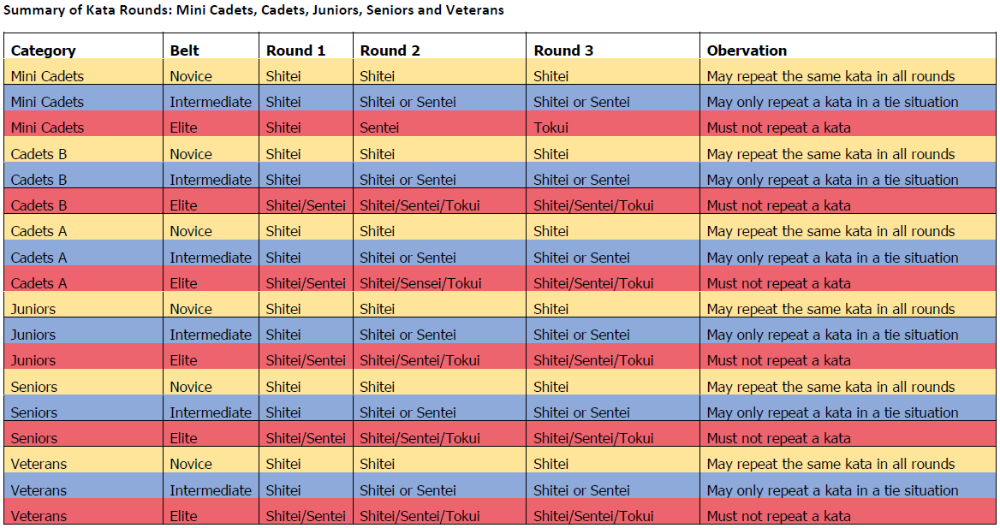 Summary of Kata Rounds: Mini Cadets, Cadets, Juniors, Seniors and Veterans
Category Belt Round 1 Round 2 Round 3 Obervation
Mini Cadets Novice Shitei Shitei Shitei May repeat the same kata in all rounds
Mini Cadets Intermediate Shitei Shitei or Sentei Shitei or Sentei May only repeat a kata in a tie situation
Mini Cadets Elite Shitei Sentei Tokui Must not repeat a kata
Cadets B Novice Shitei Shitei Shitei May repeat the same kata in all rounds
Cadets B Intermediate Shitei Shitei or Sentei Shitei or Sentei May only repeat a kata in a tie situation
Cadets B Elite Shitei/Sentei Shitei/Sentei/Tokui Shitei/Sentei/Tokui Must not repeat a kata
Cadets A Novice Shitei Shitei Shitei May repeat the same kata in all rounds
Cadets A Intermediate Shitei Shitei or Sentei Shitei or Sentei May only repeat a kata in a tie situation
Cadets A Elite Shitei/Sentei Shitei/Sensei/Tokui Shitei/Sentei/Tokui Must not repeat a kata
Juniors Novice Shitei Shitei Shitei May repeat the same kata in all rounds
Juniors Intermediate Shitei Shitei or Sentei Shitei or Sentei May only repeat a kata in a tie situation
Juniors Elite Shitei/Sentei Shitei/Sentei/Tokui Shitei/Sentei/Tokui Must not repeat a kata
Seniors Novice Shitei Shitei Shitei May repeat the same kata in all rounds
Seniors Intermediate Shitei Shitei or Sentei Shitei or Sentei May only repeat a kata in a tie situation
Seniors Elite Shitei/Sentei Shitei/Sentei/Tokui Shitei/Sentei/Tokui Must not repeat a kata
Veterans Novice Shitei Shitei Shitei May repeat the same kata in all rounds
Veterans Intermediate Shitei Shitei or Sentei Shitei or Sentei May only repeat a kata in a tie situation
Veterans Elite Shitei/Sentei Shitei/Sentei/Tokui Shitei/Sentei/Tokui Must not repeat a kata